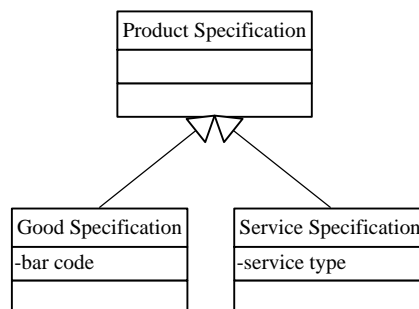 Product Specification
Good Specification
-bar code
Service Specification
-service type